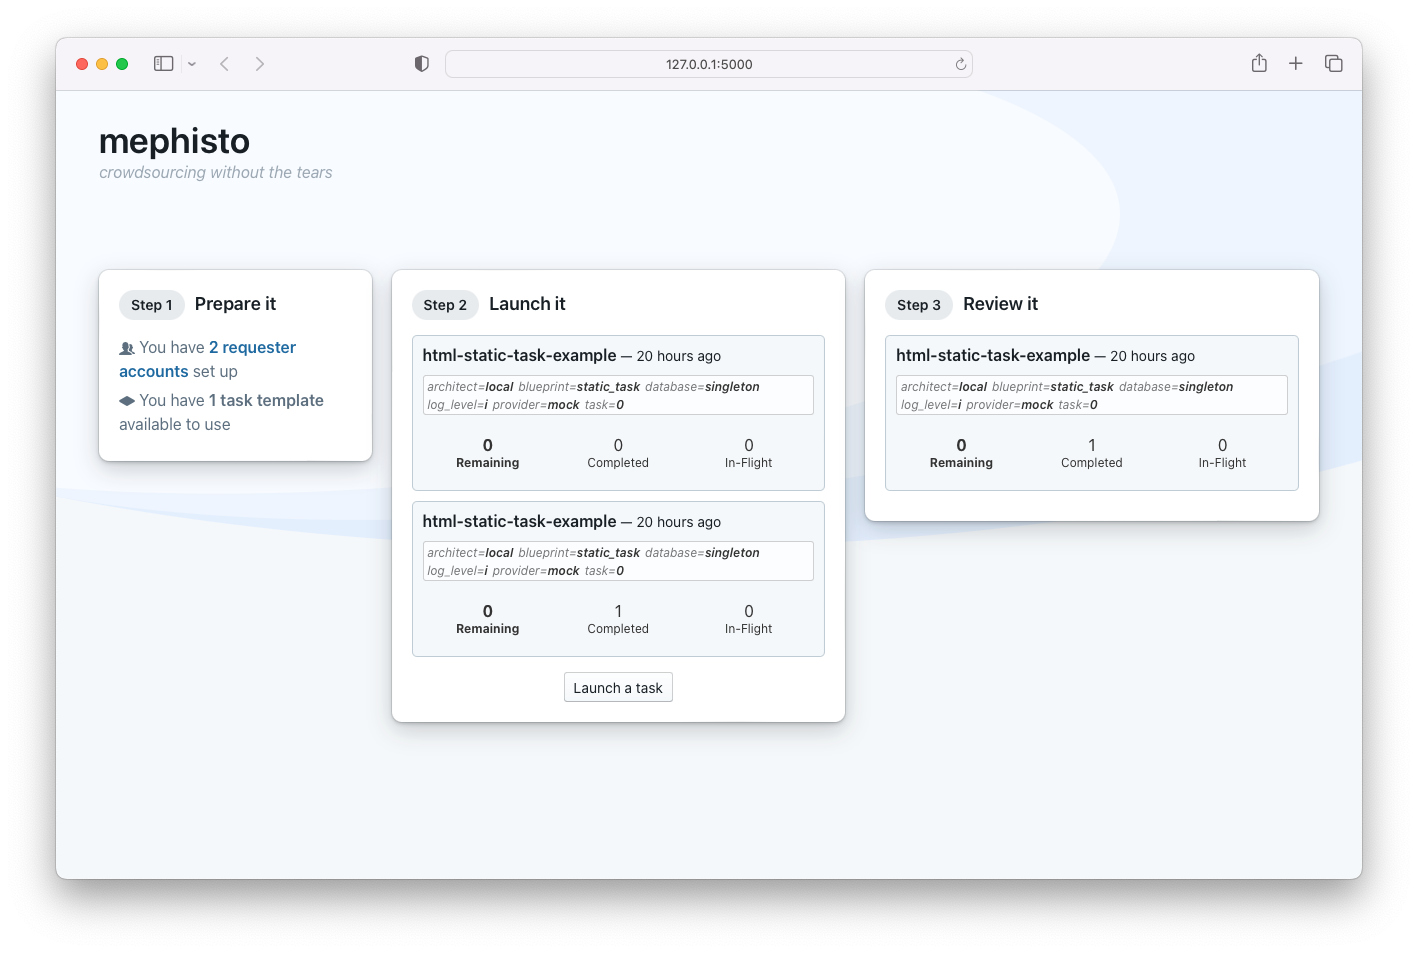 127.0.0.1:5000
mephisto
crowdsourcing without the tears
Step 1 Prepare it
You have 2 requester
accounts set up
You have 1 task template
available to use
Step 2 Launch it
html-static-task-example — 20 hours ago
architect=local blueprint=static_task database=singleton
log_level=i provider=mock task=0
0 0 0
Remaining Completed In-Flight
html-static-task-example — 20 hours ago
architect=local blueprint=static_task database=singleton
log_level=i provider=mock task=0
0 1 0
Remaining Completed In-Flight
Launch a task
Step 3 Review it
html-static-task-example — 20 hours ago
architect=local blueprint=static_task database=singleton
log_level=i provider=mock task=0
0 1 0
Remaining Completed In-Flight